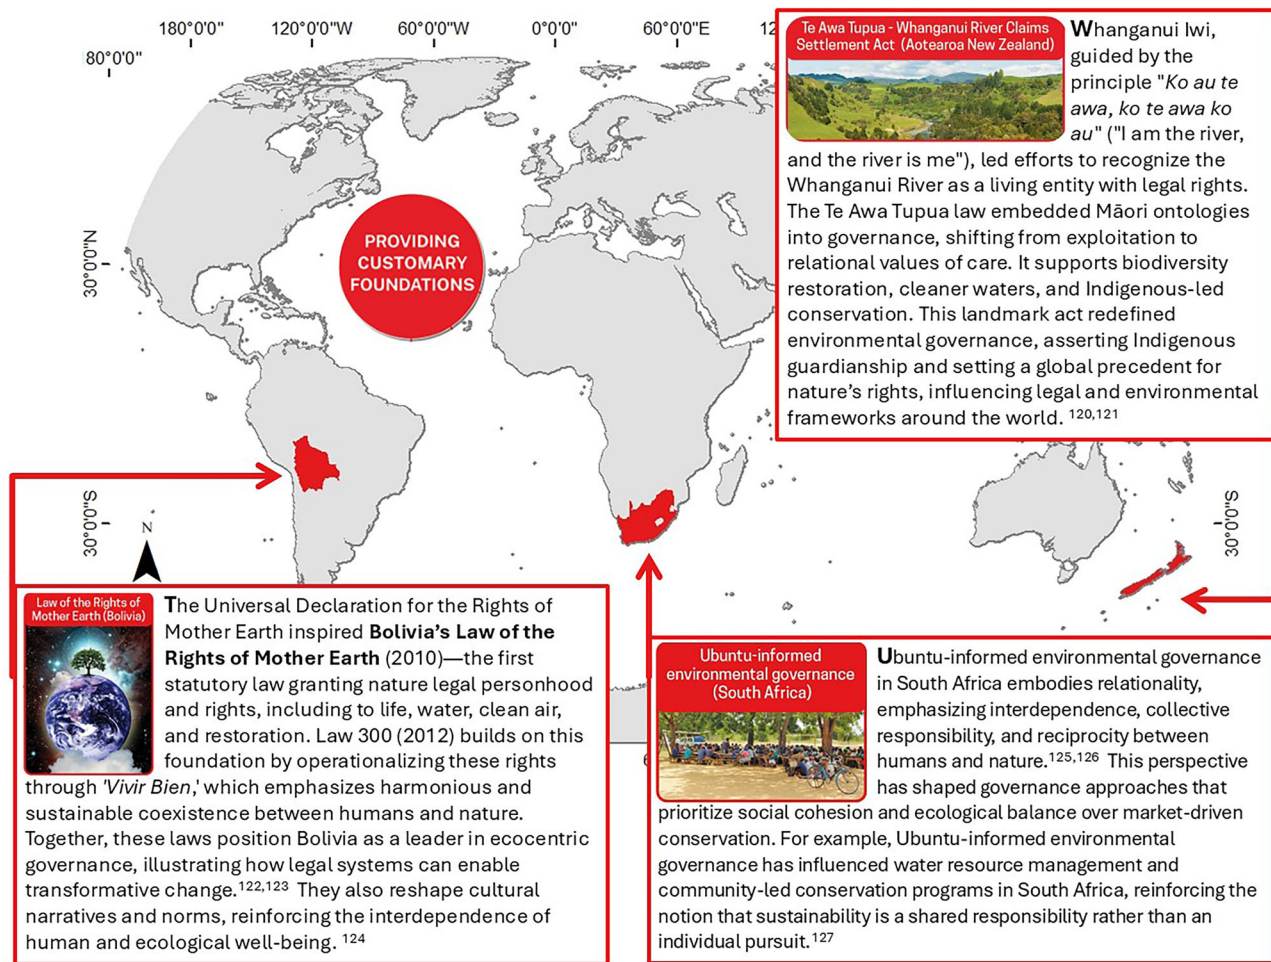 180°0'0"
120°0'0"W
60°0'0"W
0°0'0"
60°0'0"E
12
80°0'0"
30°0'0"N
30°0'0"S
30°0'0"S
N
PROVIDING
CUSTOMARY
FOUNDATIONS
Te Awa Tupua - Whanganui River Claims
Settlement Act (Aotearoa New Zealand)
Whanganui Iwi,
guided by the
principle "Ko au te
awa, ko te awa ko
au" ("I am the river,
and the river is me"), led efforts to recognize the
Whanganui River as a living entity with legal rights.
The Te Awa Tupua law embedded Māori ontologies
into governance, shifting from exploitation to
relational values of care. It supports biodiversity
restoration, cleaner waters, and Indigenous-led
conservation. This landmark act redefined
environmental governance, asserting Indigenous
guardianship and setting a global precedent for
nature's rights, influencing legal and environmental
frameworks around the world. 120,121
Law of the Rights of
Mother Earth (Bolivia)
The Universal Declaration for the Rights of
Mother Earth inspired Bolivia's Law of the
Rights of Mother Earth (2010)—the first
statutory law granting nature legal personhood
and rights, including to life, water, clean air,
and restoration. Law 300 (2012) builds on this
foundation by operationalizing these rights
through 'Vivir Bien,' which emphasizes harmonious and
sustainable coexistence between humans and nature.
Together, these laws position Bolivia as a leader in ecocentric
governance, illustrating how legal systems can enable
transformative change.122,123 They also reshape cultural
narratives and norms, reinforcing the interdependence of
human and ecological well-being. 124
Ubuntu-informed
environmental governance
(South Africa)
Ubuntu-informed environmental governance
in South Africa embodies relationality,
emphasizing interdependence, collective
responsibility, and reciprocity between
humans and nature.125,126 This perspective
has shaped governance approaches that
prioritize social cohesion and ecological balance over market-driven
conservation. For example, Ubuntu-informed environmental
governance has influenced water resource management and
community-led conservation programs in South Africa, reinforcing the
notion that sustainability is a shared responsibility rather than an
individual pursuit.127